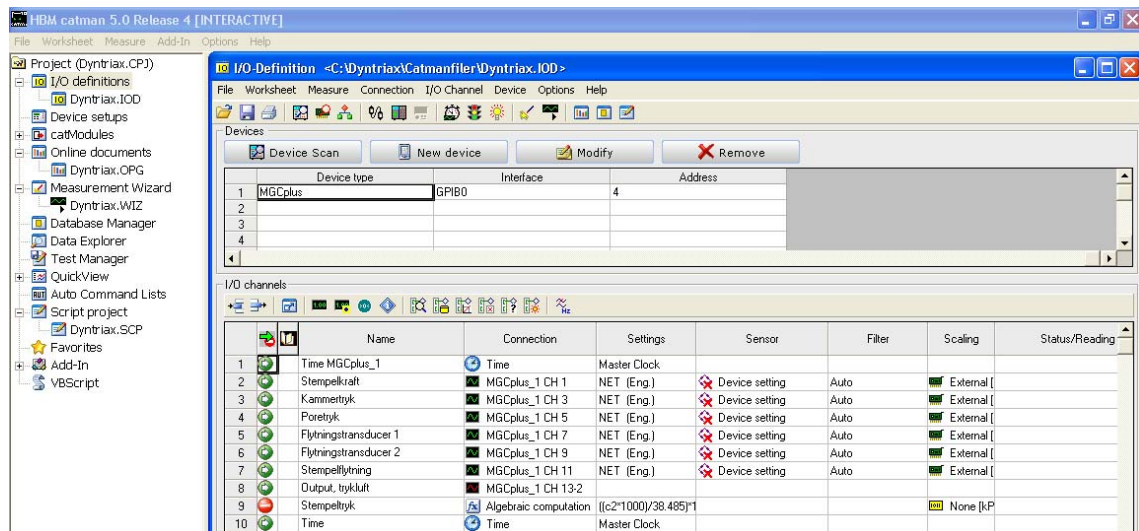 HBM catman 5.0 Release 4 [INTERACTIVE]
File Worksheet Measure Add-In Options Help
Project (Dyntriax.CPJ)
I/O definitions
Dyntriax.IOD
Device setups
catModules
Online documents
Dyntriax.OPG
Measurement Wizard
Dyntriax.WIZ
Database Manager
Data Explorer
Test Manager
QuickView
Auto Command Lists
Script project
Dyntriax.SCP
Favorites
Add-In
VBScript
I/O-Definition <C:\Dyntriax\Catmanfiler\Dyntriax.IOD>
File Worksheet Measure Connection I/O Channel Device Options Help
Devices
Device Scan New device Modify Remove
Device type Interface Address
1 MGCplus GPIB0 4
2
3
4
I/O channels
Name Connection Settings Sensor Filter Scaling Status/Reading
1 Time MGCplus_1 Time Master Clock
2 Stempelkraft MGCplus_1 CH 1 NET (Eng.) Device setting Auto External [
3 Kammertryk MGCplus_1 CH 3 NET (Eng.) Device setting Auto External [
4 Poretryk MGCplus_1 CH 5 NET (Eng.) Device setting Auto External [
5 Flytningstransducer 1 MGCplus_1 CH 7 NET (Eng.) Device setting Auto External [
6 Flytningstransducer 2 MGCplus_1 CH 9 NET (Eng.) Device setting Auto External [
7 Stempelflytning MGCplus_1 CH 11 NET (Eng.) Device setting Auto External [
8 Output, trykluft MGCplus_1 CH 13-2
9 Stempeltryk Algebraic computation ((c2*1000)/38.485)*1 None [kP
10 Time Time Master Clock